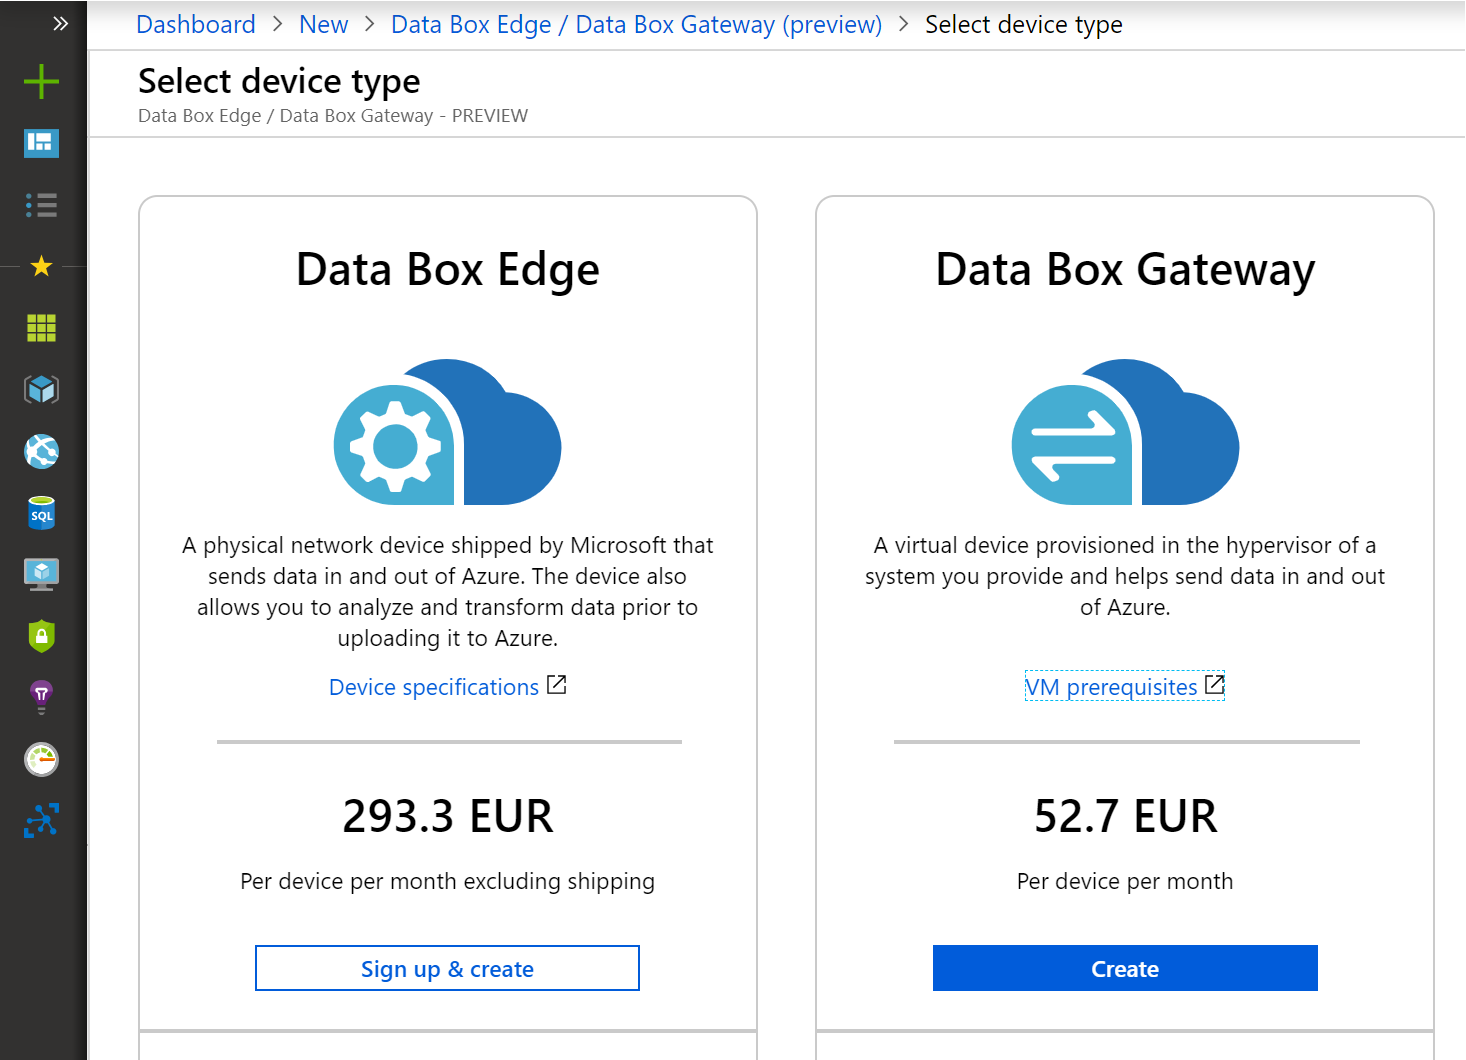 Dashboard > New > Data Box Edge / Data Box Gateway (preview) > Select device type
Select device type
Data Box Edge / Data Box Gateway - PREVIEW
Data Box Edge
A physical network device shipped by Microsoft that
sends data in and out of Azure. The device also
allows you to analyze and transform data prior to
uploading it to Azure.
Device specifications
293.3 EUR
Per device per month excluding shipping
Sign up & create
Data Box Gateway
A virtual device provisioned in the hypervisor of a
system you provide and helps send data in and out
of Azure.
VM prerequisites
52.7 EUR
Per device per month
Create
SQL